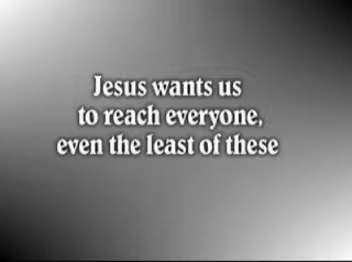 Jesus wants us
to reach everyone,
even the least of these